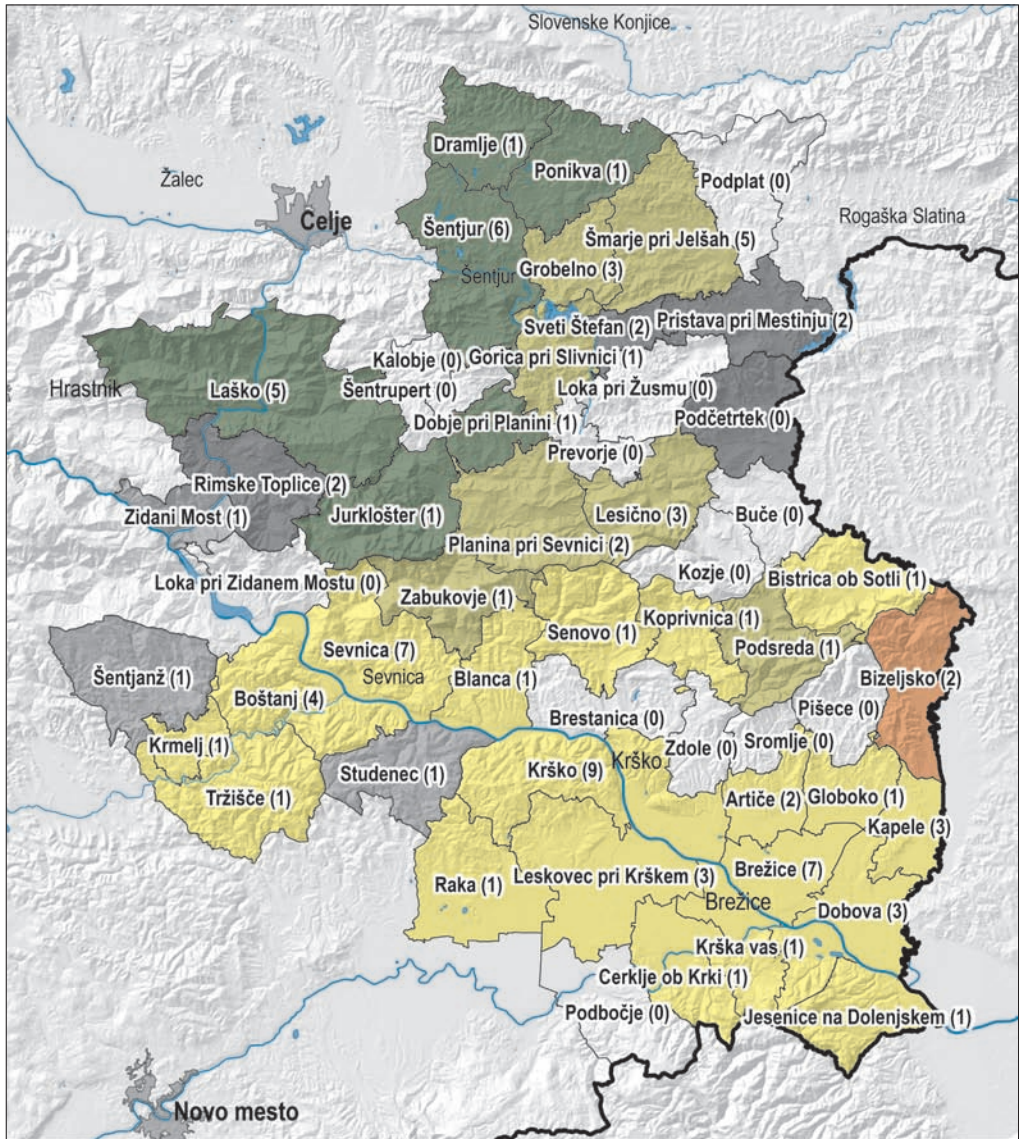 Slovenske Konjice
Dramlje (1)
Ponikva (1)
Žalec
Podplat (0)
Celje
Rogaška Slatina
Šentjur (6)
Šmarje pri Jelšah (5)
Šentjur
Grobelno (3)
Sveti Štefan (2)
Pristava pri Mestinju (2)
Kalobje (0)
Gorica pri Slivnici (1)
Hrastnik
Laško (5)
Šentrupert (0)
Loka pri Žusmu (0)
Podčetrtek (0)
Dobje pri Planini (1)
Prevorje (0)
Rimske Toplice (2)
Zidani Most (1)
Jurklošter (1)
Lesično (3)
Buče (0)
Planina pri Sevnici (2)
Loka pri Zidanem Mostu (0)
Kozje (0)
Bistrica ob Sotli (1)
Zabukovje (1)
Senovo (1)
Koprivnica (1)
Sevnica (7)
Podsreda (1)
Šentjanž (1)
Sevnica
Blanca (1)
Bizeljsko (2)
Boštanj (4)
Pišece (0)
Brestanica (0)
Krmelj (1)
Zdole (0)
Sromlje (0)
Studenec (1)
Krško (9)
Krško
Tržišče (1)
Artiče (2)
Globoko (1)
Kapele (3)
Raka (1)
Leskovec pri Krškem (3)
Brežice (7)
Brežice
Dobova (3)
Krška vas (1)
Cerklje ob Krki (1)
Podbočje (0)
Jesenice na Dolenjskem (1)
Novo mesto